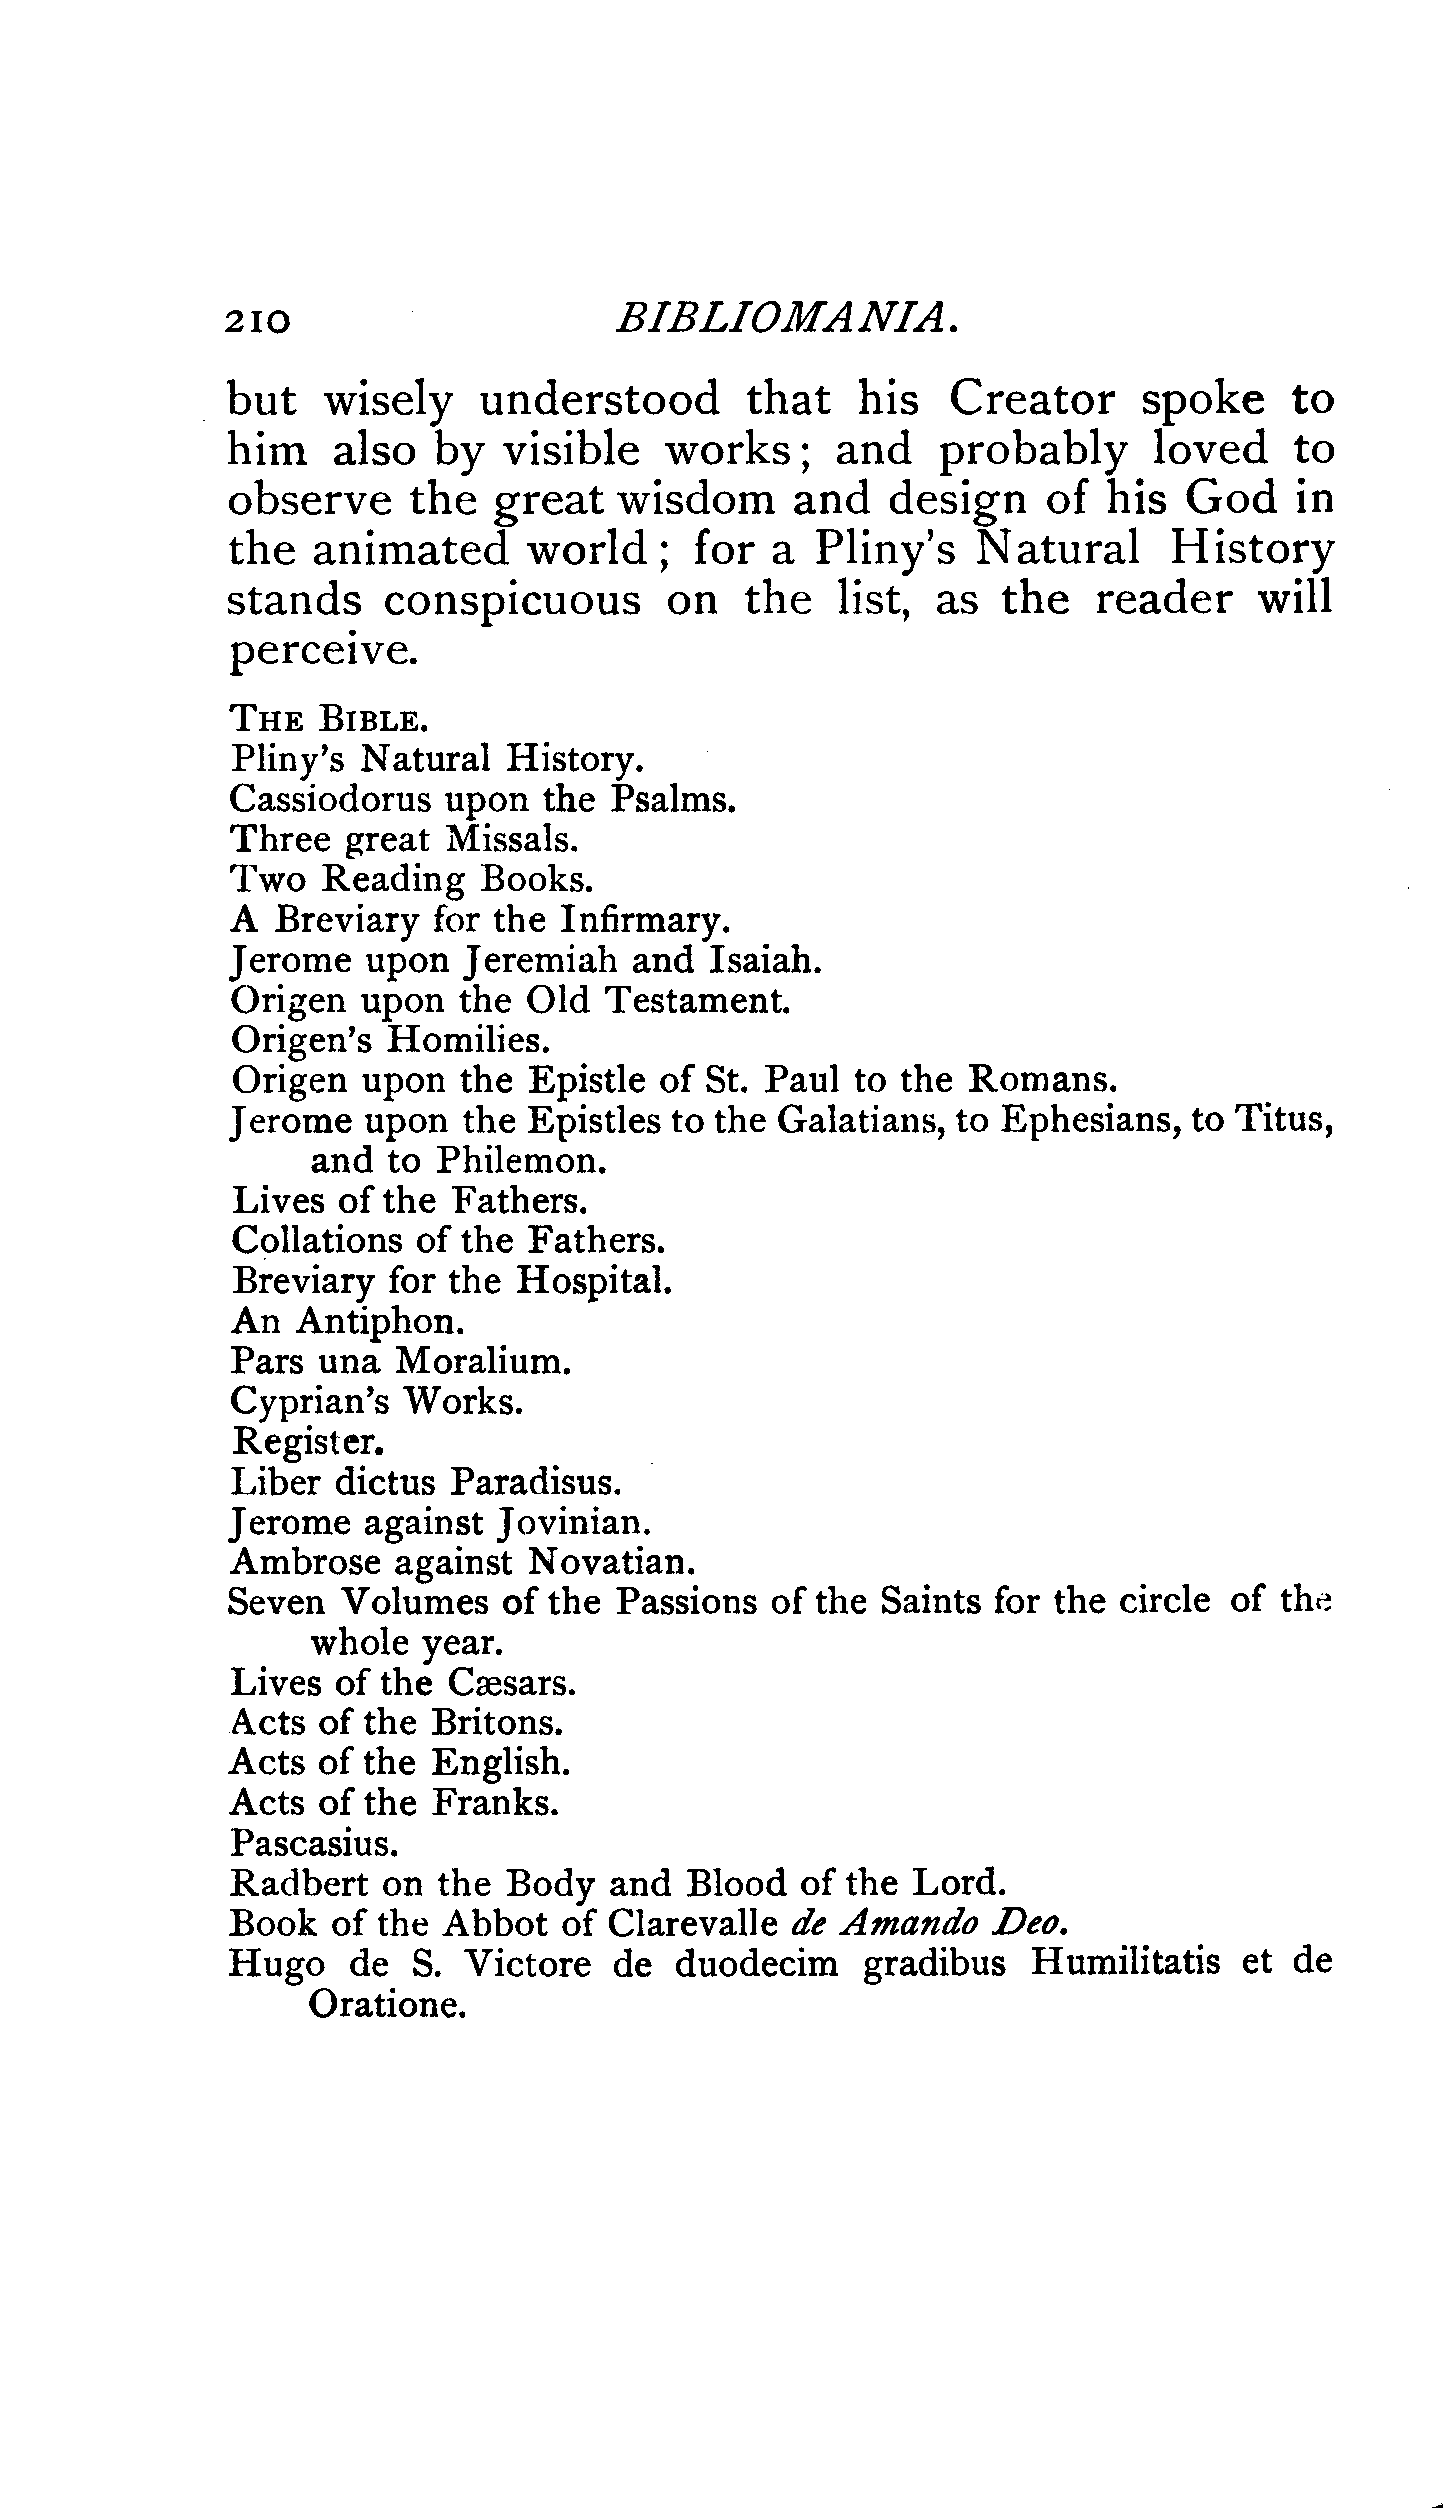 210 BIBLIOMANIA.
but wisely understood that his Creator spoke to
him also by visible works; and probably loved to
observe the great wisdom and design of his God in
the animated world; for a Pliny's Natural History
stands conspicuous on the list, as the reader will
perceive.
THE BIBLE.
Pliny's Natural History.
Cassiodorus upon the Psalms.
Three great Missals.
Two Reading Books.
A Breviary for the Infirmary.
Jerome upon Jeremiah and Isaiah.
Origen upon the Old Testament.
Origen's Homilies.
Origen upon the Epistle of St. Paul to the Romans.
Jerome upon the Epistles to the Galatians, to Ephesians, to Titus,
and to Philemon.
Lives of the Fathers.
Collations of the Fathers.
Breviary for the Hospital.
An Antiphon.
Pars una Moralium.
Cyprian's Works.
Register.
Liber dictus Paradisus.
Jerome against Jovinian.
Ambrose against Novatian.
Seven Volumes of the Passions of the Saints for the circle of the
whole year.
Lives of the Cæsars.
Acts of the Britons.
Acts of the English.
Acts of the Franks.
Pascasius.
Radbert on the Body and Blood of the Lord.
Book of the Abbot of Clarevalle de Amando Deo.
Hugo de S. Victore de duodecim gradibus Humilitatis et de
Oratione.